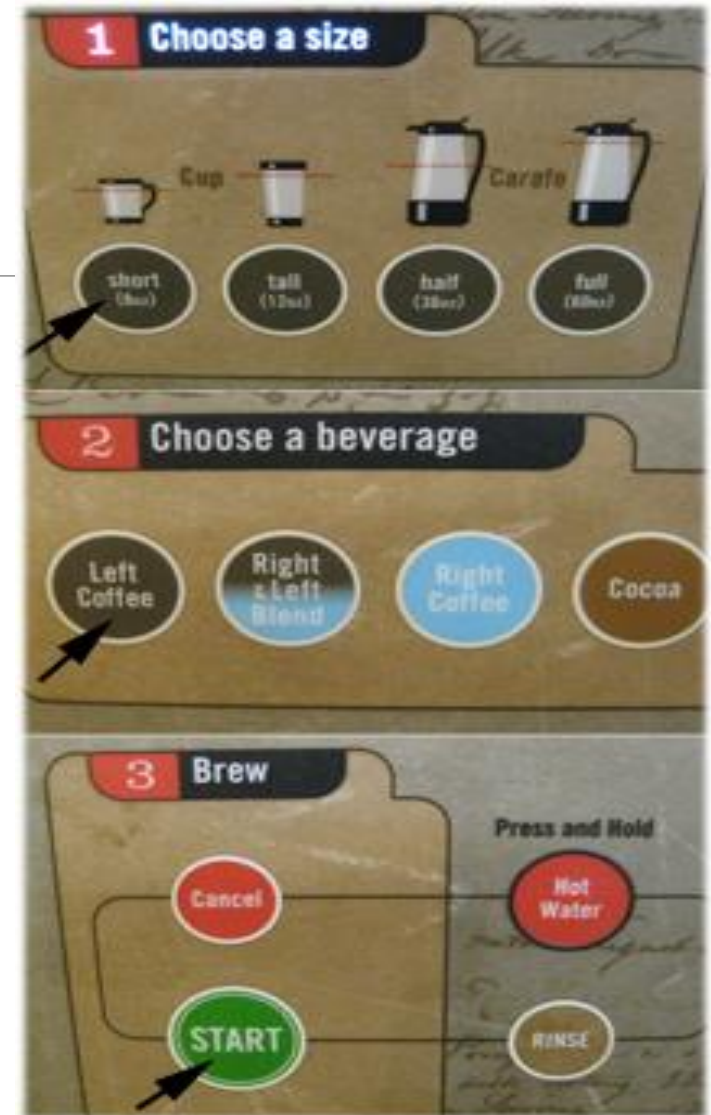 1 Choose a size
Cup
Carafe
short
(8oz)
tall
(12oz)
half
full
2 Choose a beverage
Left
Coffee
Right
& Left
Blend
Right
Coffee
Cocoa
3 Brew
Press and Hold
Cancel
Hot
Water
START
RINSE